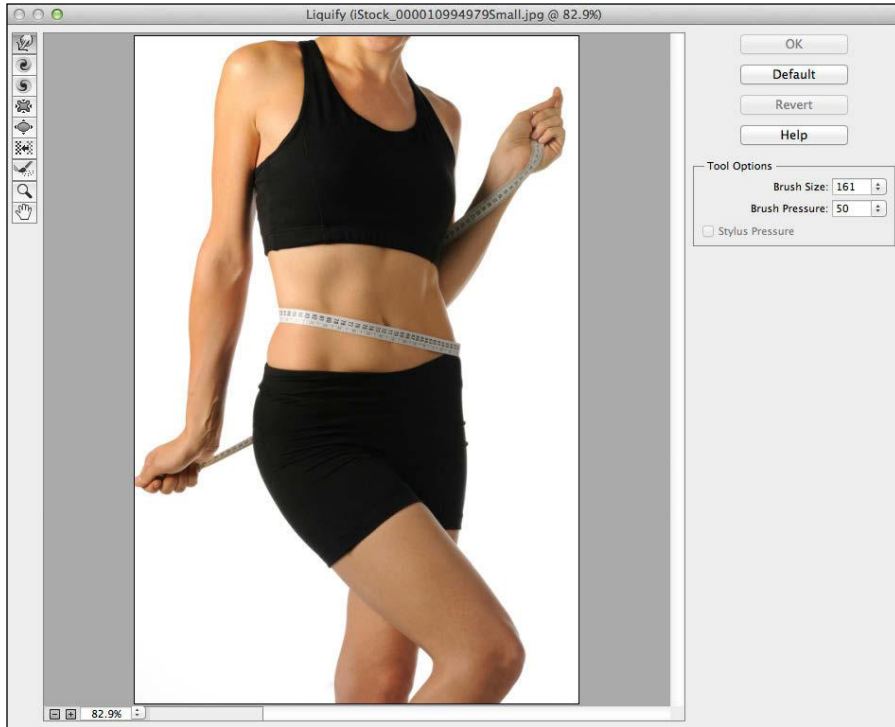 Liquify (iStock_000010994979Small.jpg @ 82.9%)
OK
Default
Revert
Help
Tool Options
Brush Size: 161
Brush Pressure: 50
Stylus Pressure
82.9%